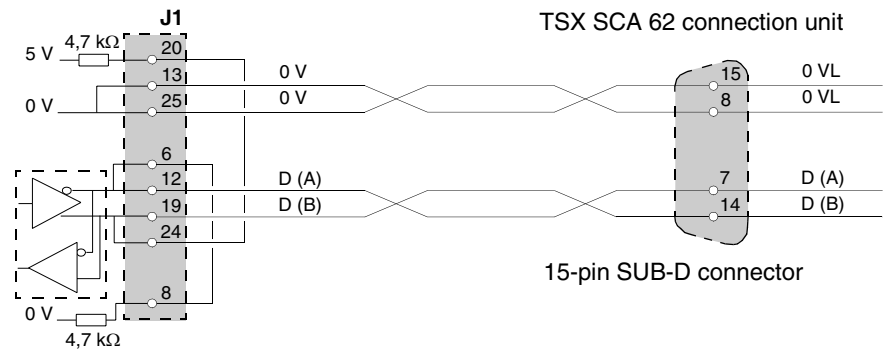 J1
TSX SCA 62 connection unit
4,7 kΩ
5 V
20
13
0 V
15
0 VL
0 V
25
0 V
8
0 VL
6
12
D (A)
7
D (A)
19
D (B)
14
D (B)
24
15-pin SUB-D connector
8
0 V
4,7 kΩ